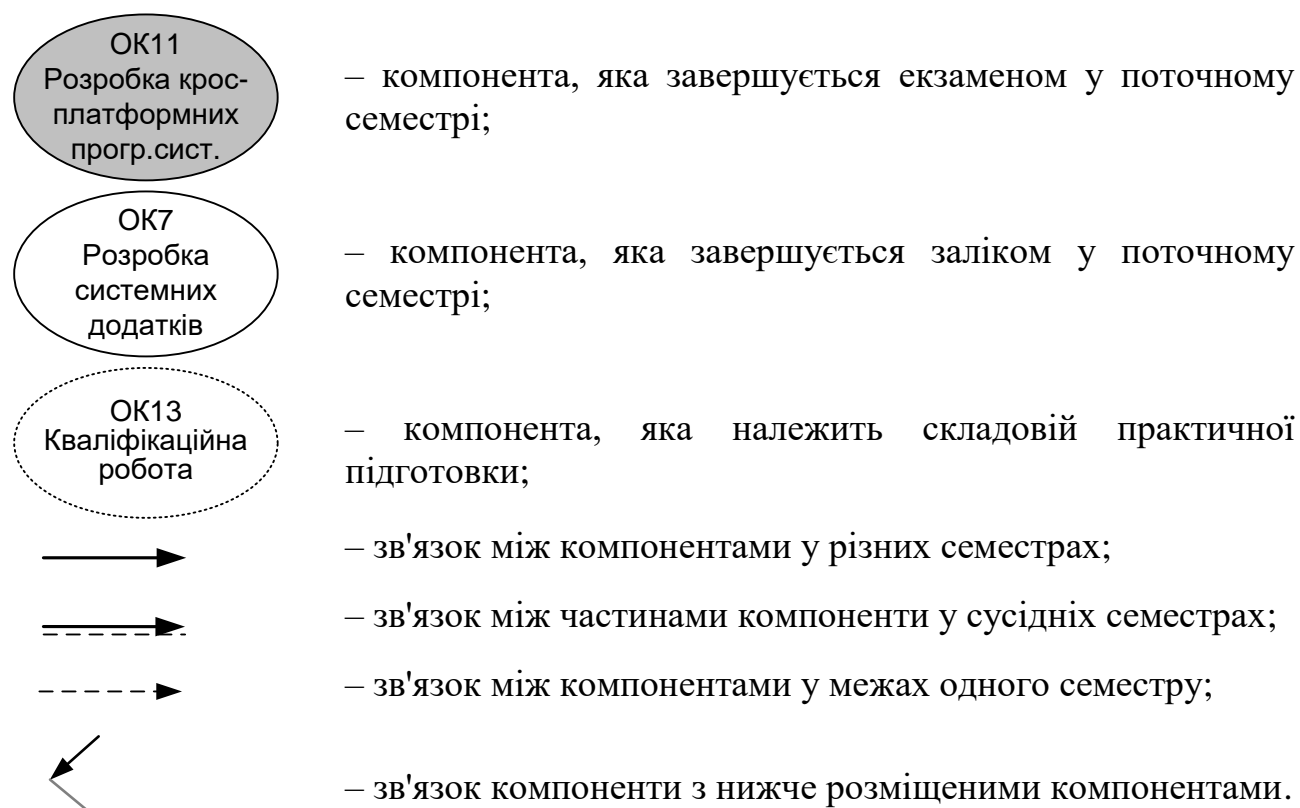 ОК11
Розробка крос-
платформних
прогр.сист.
– компонента, яка завершується екзаменом у поточному
семестрі;
ОК7
Розробка
системних
додатків
– компонента, яка завершується заліком у поточному
семестрі;
ОК13
Кваліфікаційна
робота
– компонента, яка належить складовій практичної
підготовки;
– зв'язок між компонентами у різних семестрах;
– зв'язок між частинами компоненти у сусідніх семестрах;
– зв'язок між компонентами у межах одного семестру;
– зв'язок компоненти з нижче розміщеними компонентами.